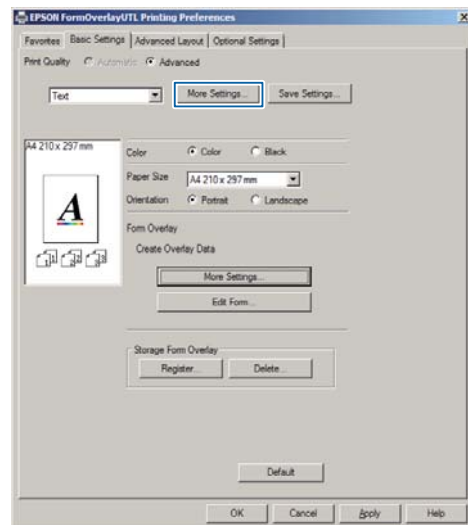 EPSON FormOverlayUTL Printing Preferences
Favorites Basic Settings Advanced Layout Optional Settings
Print Quality Automatic Advanced
Text More Settings... Save Settings...
A4 210 x 297 mm
Color Color Black
Paper Size A4 210 x 297 mm
Orientation Portrait Landscape
A
Form Overlay
Create Overlay Data
More Settings...
Edit Form...
Storage Form Overlay
Register... Delete...
Default
OK Cancel Apply Help